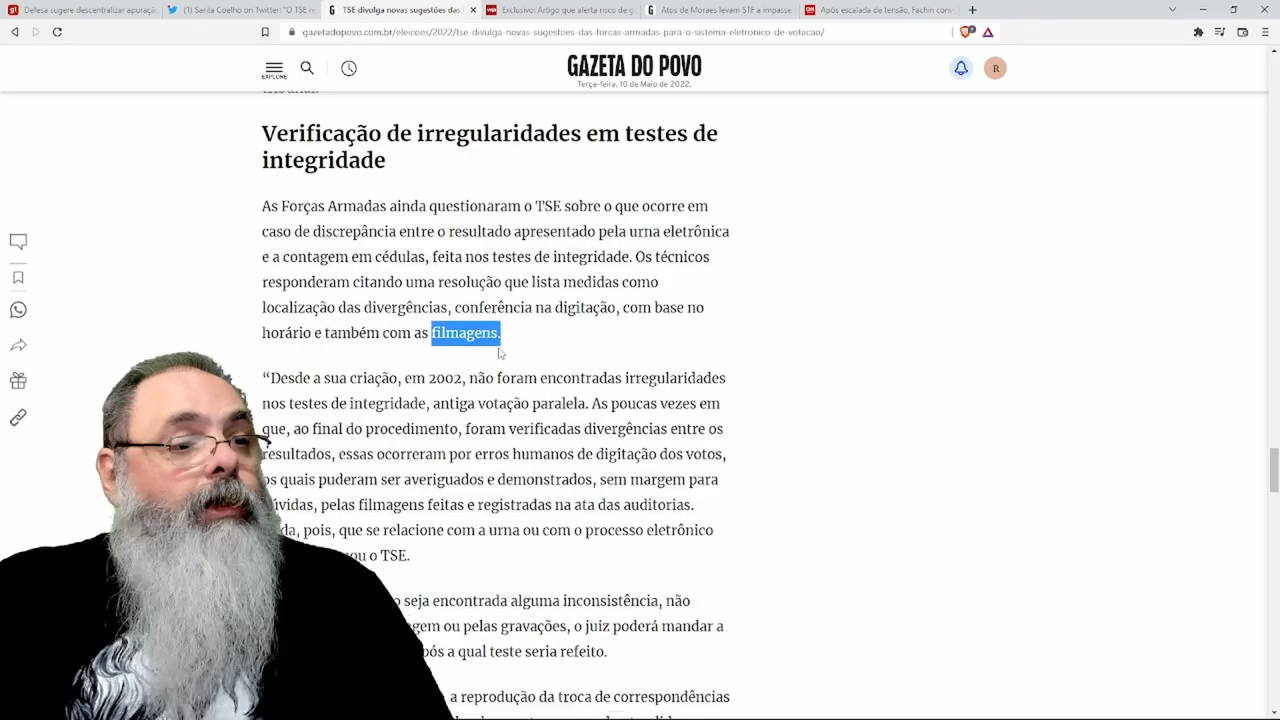 Defesa sugere descentralizar apuraçã
(1) Santa Coelho on Twitter: "O TSE re
TSE divulga novas sugestões das
Exclusivo: Artigo que alerta risco de g
Atos de Moraes levam STF a impasse
Após escalada de tensão, Fachin conv
gazetadopovo.com.br/eleicoes/2022/tse-divulga-novas-sugestoes-das-forcas-armadas-para-o-sistema-eletronico-de-votacao/
EXPLORE
GAZETA DO POVO
Terça-feira, 10 de Maio de 2022.
R
Verificação de irregularidades em testes de
integridade
As Forças Armadas ainda questionaram o TSE sobre o que ocorre em
caso de discrepância entre o resultado apresentado pela urna eletrônica
e a contagem em cédulas, feita nos testes de integridade. Os técnicos
responderam citando uma resolução que lista medidas como
localização das divergências, conferência na digitação, com base no
horário e também com as filmagens.
“Desde a sua criação, em 2002, não foram encontradas irregularidades
nos testes de integridade, antiga votação paralela. As poucas vezes em
que, ao final do procedimento, foram verificadas divergências entre os
resultados, essas ocorreram por erros humanos de digitação dos votos,
os quais puderam ser averiguados e demonstrados, sem margem para
dúvidas, pelas filmagens feitas e registradas na ata das auditorias.
pois, que se relacione com a urna ou com o processo eletrônico
o TSE.
seja encontrada alguma inconsistência, não
ou pelas gravações, o juiz poderá mandar a
após a qual teste seria refeito.
a reprodução da troca de correspondências